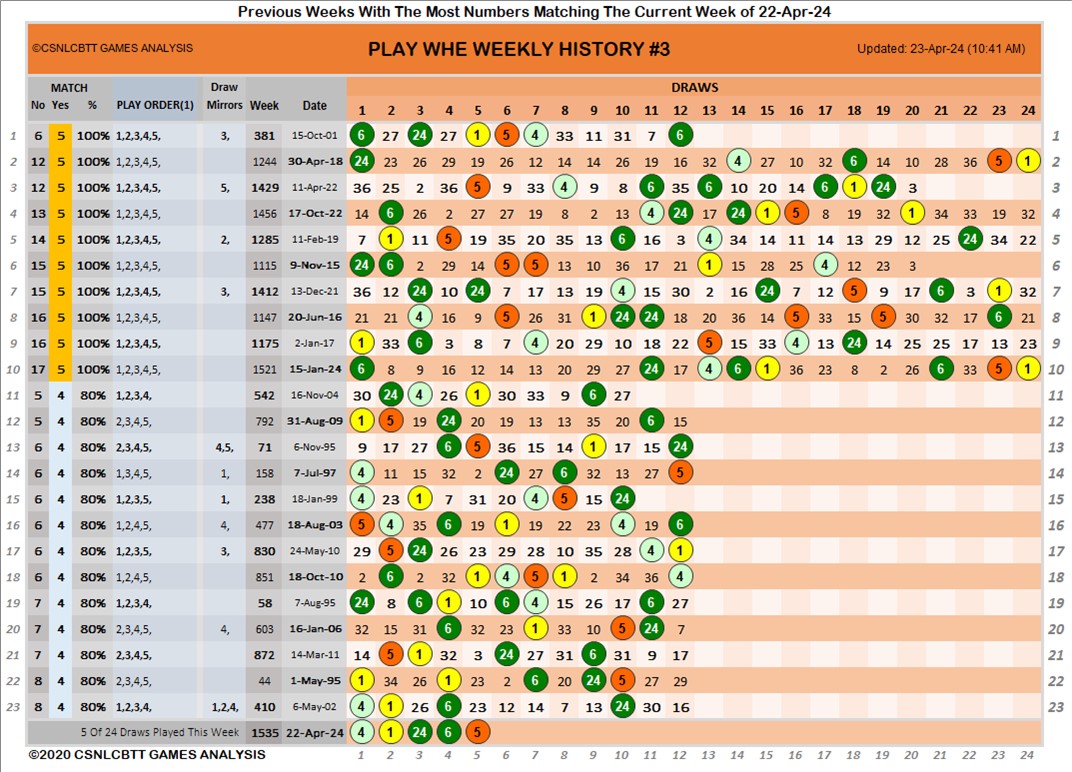 Previous Weeks With The Most Numbers Matching The Current Week of 22-Apr-24
©CSNLCBTT GAMES ANALYSIS PLAY WHE WEEKLY HISTORY #3 Updated: 23-Apr-24 (10:41 AM)
MATCH Draw DRAWS
No Yes % PLAY ORDER(1) Mirrors Week Date 1 2 3 4 5 6 7 8 9 10 11 12 13 14 15 16 17 18 19 20 21 22 23 24
1 6 5 100% 1,2,3,4,5, 3, 381 15-Oct-01 6 27 24 27 1 5 4 33 11 31 7 6 1
2 12 5 100% 1,2,3,4,5, 1244 30-Apr-18 24 23 26 29 19 26 12 14 14 26 19 16 32 4 27 10 32 6 14 10 28 36 5 1 2
3 12 5 100% 1,2,3,4,5, 5, 1429 11-Apr-22 36 25 2 36 5 9 33 4 9 8 6 35 6 10 20 14 6 1 24 3 3
4 13 5 100% 1,2,3,4,5, 1456 17-Oct-22 14 6 26 2 27 27 19 8 2 13 4 24 17 24 1 5 8 19 32 1 34 33 19 32 4
5 14 5 100% 1,2,3,4,5, 2, 1285 11-Feb-19 7 1 11 5 19 35 20 35 13 6 16 3 4 34 14 11 14 13 29 12 25 24 34 22 5
6 15 5 100% 1,2,3,4,5, 1115 9-Nov-15 24 6 2 29 14 5 5 13 10 36 17 21 1 15 28 25 4 12 23 3 6
7 15 5 100% 1,2,3,4,5, 3, 1412 13-Dec-21 36 12 24 10 24 7 17 13 19 4 15 30 2 16 24 7 12 5 9 17 6 3 1 32 7
8 16 5 100% 1,2,3,4,5, 1147 20-Jun-16 21 21 4 16 9 5 26 31 1 24 24 18 20 36 14 5 33 8 5 30 32 17 6 21 8
9 16 5 100% 1,2,3,4,5, 1175 2-Jan-17 1 33 6 3 8 7 4 20 29 10 18 22 5 15 33 4 13 24 14 25 25 17 13 23 9
10 17 5 100% 1,2,3,4,5, 1521 15-Jan-24 6 8 9 16 12 14 13 20 29 27 24 17 4 6 1 36 23 8 2 26 6 33 5 1 10
11 5 4 80% 1,2,3,4, 542 16-Nov-04 30 24 4 26 1 30 33 9 6 27 11
12 5 4 80% 2,3,4,5, 792 31-Aug-09 1 5 19 24 20 19 13 13 35 20 6 15 12
13 6 4 80% 2,3,4,5, 4,5, 71 6-Nov-95 9 17 27 6 5 36 15 14 1 17 15 24 13
14 6 4 80% 1,3,4,5, 1, 158 7-Jul-97 4 11 15 32 2 24 27 6 32 13 27 5 14
15 6 4 80% 1,2,3,5, 1, 238 18-Jan-99 4 23 1 7 31 20 4 5 15 24 15
16 6 4 80% 1,2,4,5, 4, 477 18-Aug-03 5 4 35 6 19 1 19 22 23 4 19 6 16
17 6 4 80% 1,2,3,5, 3, 830 24-May-10 29 5 24 26 23 29 28 10 35 28 4 1 17
18 6 4 80% 1,2,4,5, 851 18-Oct-10 2 6 2 32 1 4 5 1 2 34 36 4 18
19 7 4 80% 1,2,3,4, 58 7-Aug-95 24 8 6 1 10 6 4 15 26 17 6 27 19
20 7 4 80% 2,3,4,5, 4, 603 16-Jan-06 32 15 31 6 32 23 1 33 10 5 24 7 20
21 7 4 80% 2,3,4,5, 872 14-Mar-11 14 5 1 32 3 24 27 31 6 31 9 17 21
22 8 4 80% 2,3,4,5, 44 1-May-95 1 34 26 1 23 2 6 20 24 5 27 29 22
23 8 4 80% 1,2,3,4, 1,2,4, 410 6-May-02 4 1 26 6 23 12 14 7 13 24 30 16 23
5 Of 24 Draws Played This Week 1535 22-Apr-24 4 1 24 6 5
©2020 CSNLCBTT GAMES ANALYSIS 1 2 3 4 5 6 7 8 9 10 11 12 13 14 15 16 17 18 19 20 21 22 23 24